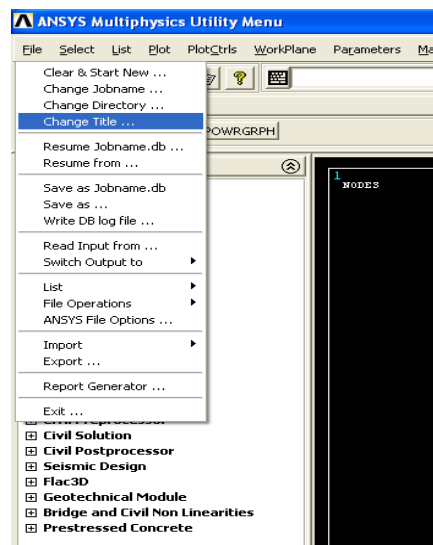 ANSYS Multiphysics Utility Menu
File Select List Plot PlotCtrls WorkPlane Parameters
Clear & Start New ...
Change Jobname ...
Change Directory ...
Change Title ...
POWRGRPH
Resume Jobname.db ...
Resume from ...
1
NODES
Save as Jobname.db
Save as ...
Write DB log file ...
Read Input from ...
Switch Output to
List
File Operations
ANSYS File Options ...
Import
Export ...
Report Generator ...
Exit ...
Civil Preprocessor
Civil Solution
Civil Postprocessor
Seismic Design
Flac3D
Geotechnical Module
Bridge and Civil Non Linearities
Prestressed Concrete